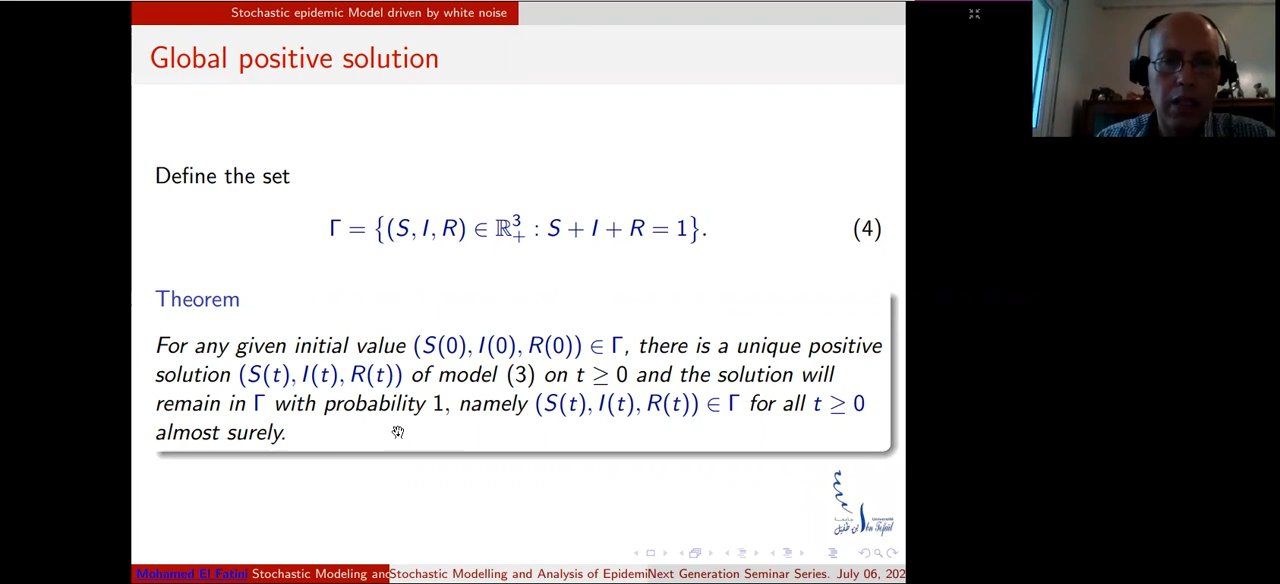 Stochastic epidemic Model driven by white noise
Global positive solution
Define the set
Γ = {(S, I, R) ∈ ℝ³₊ : S + I + R = 1}. (4)
Theorem
For any given initial value (S(0), I(0), R(0)) ∈ Γ, there is a unique positive
solution (S(t), I(t), R(t)) of model (3) on t ≥ 0 and the solution will
remain in Γ with probability 1, namely (S(t), I(t), R(t)) ∈ Γ for all t ≥ 0
almost surely.
Université
Ibn Tofail
Mohamed El Fatini Stochastic Modeling and Stochastic Modelling and Analysis of Epidemi Next Generation Seminar Series. July 06, 202